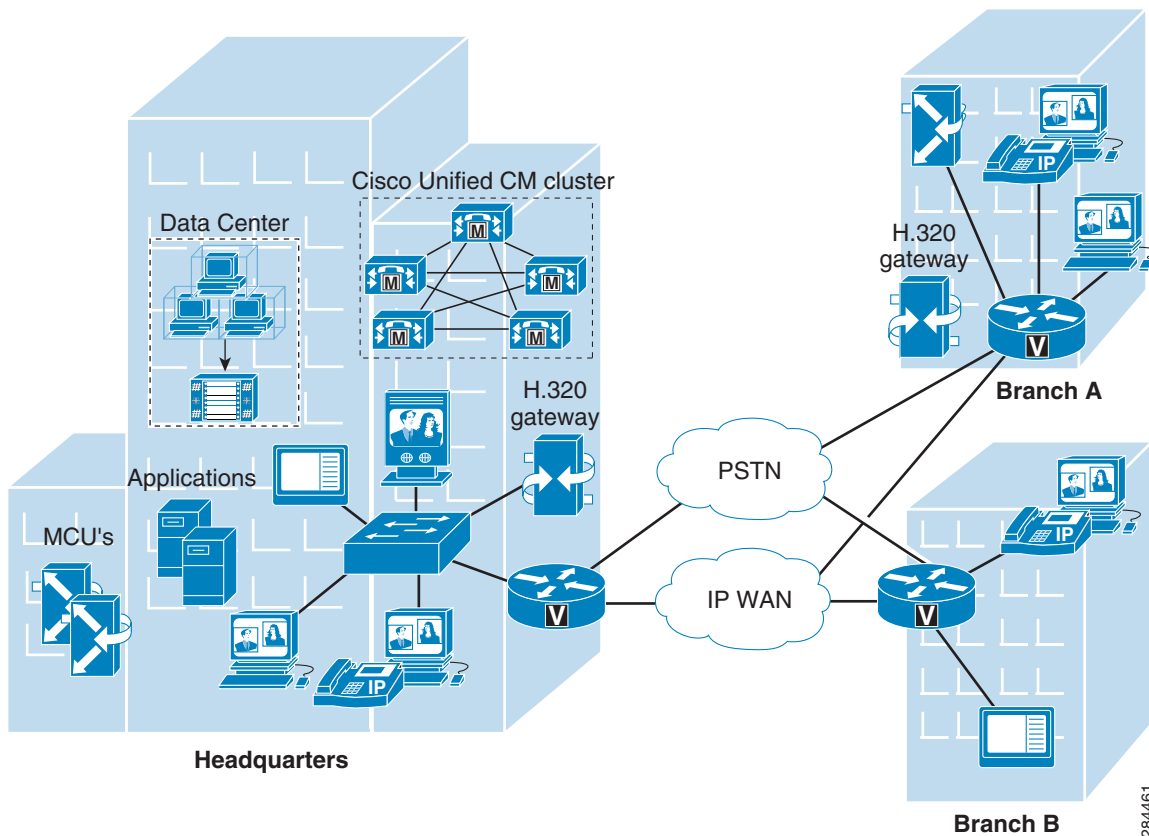 Cisco Unified CM cluster
M
M
M
M
M
Data Center
H.320
gateway
Applications
MCU's
IP
V
Headquarters
PSTN
IP WAN
IP
H.320
gateway
V
Branch A
IP
V
Branch B
284461